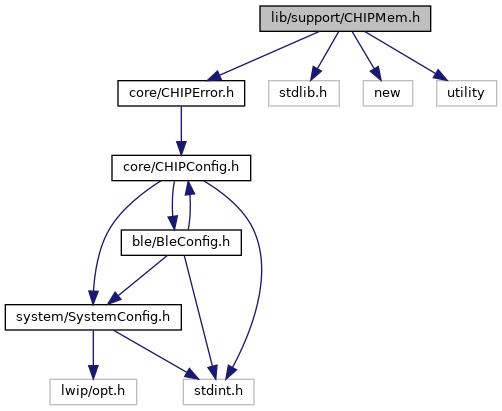 lib/support/CHIPMem.h
core/CHIPError.h
stdlib.h
new
utility
core/CHIPConfig.h
ble/BleConfig.h
system/SystemConfig.h
lwip/opt.h
stdint.h